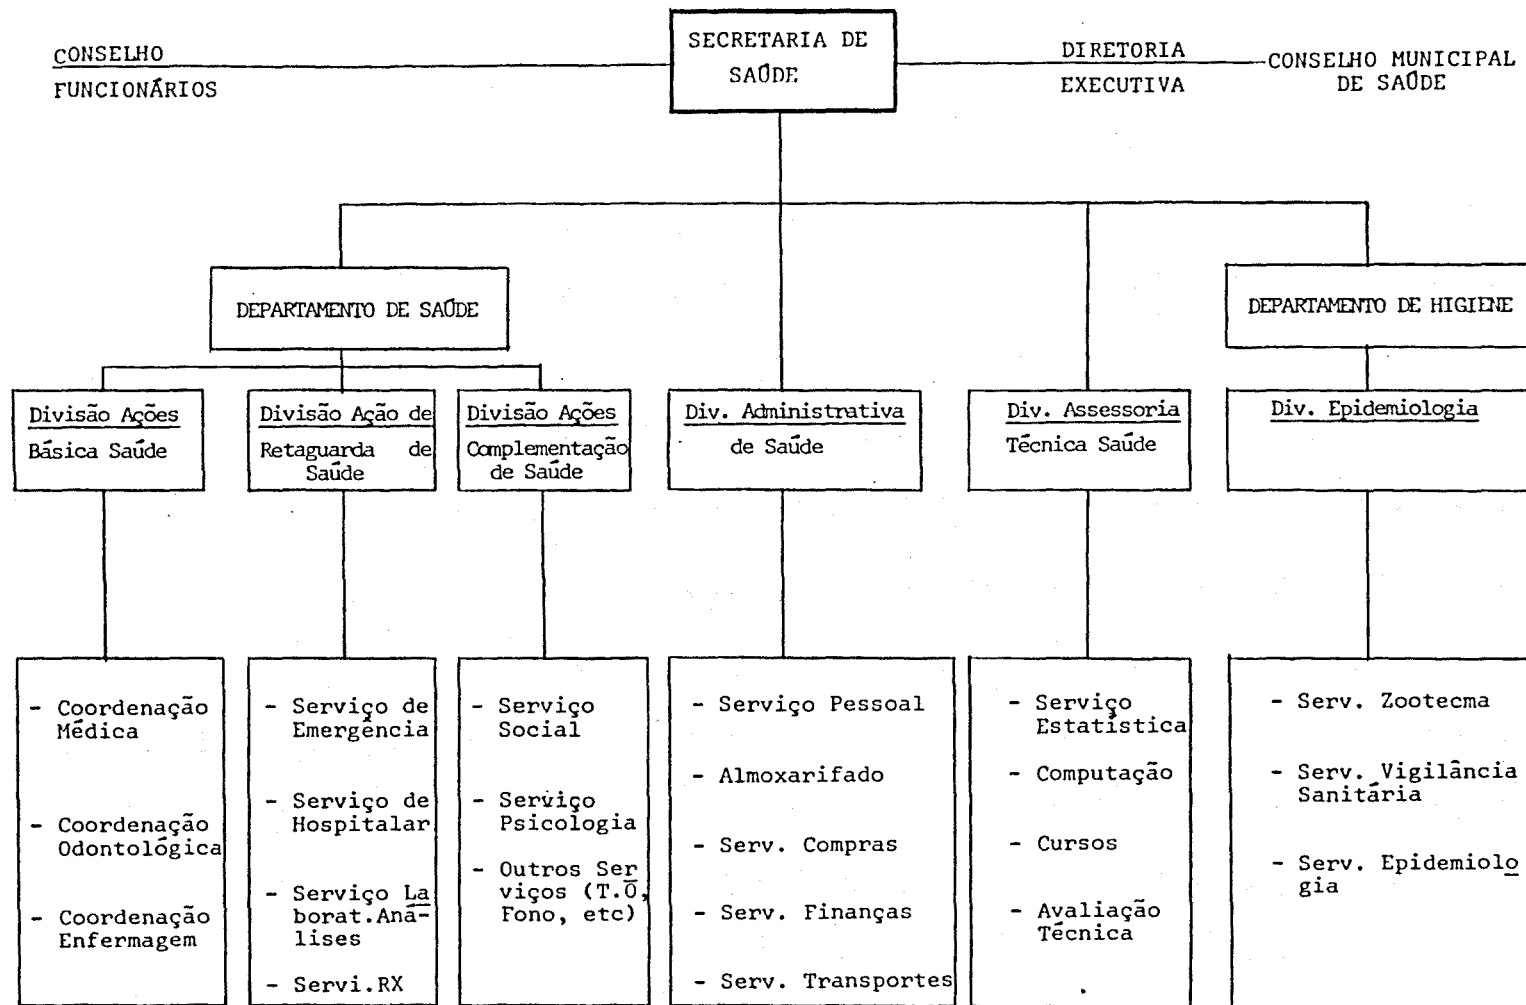 CONSELHO
FUNCIONÁRIOS
SECRETARIA DE
SAÚDE
DIRETORIA
EXECUTIVA
CONSELHO MUNICIPAL
DE SAÚDE
DEPARTAMENTO DE SAÚDE
DEPARTAMENTO DE HIGIENE
Divisão Ações
Básica Saúde
Divisão Ação de
Retaguarda de
Saúde
Divisão Ações
Complementação
de Saúde
Div. Administrativa
de Saúde
Div. Assessoria
Técnica Saúde
Div. Epidemiologia
- Coordenação
Médica
- Coordenação
Odontológica
- Coordenação
Enfermagem
- Serviço de
Emergência
- Serviço de
Hospitalar
- Serviço La
borat.Aná-
lises
- Servi.RX
- Serviço
Social
- Serviço
Psicologia
- Outros Ser
viços (T.O,
Fono, etc)
- Serviço Pessoal
- Almoxarifado
- Serv. Compras
- Serv. Finanças
- Serv. Transportes
- Serviço
Estatística
- Computação
- Cursos
- Avaliação
Técnica
- Serv. Zootecma
- Serv. Vigilância
Sanitária
- Serv. Epidemiolo
gia